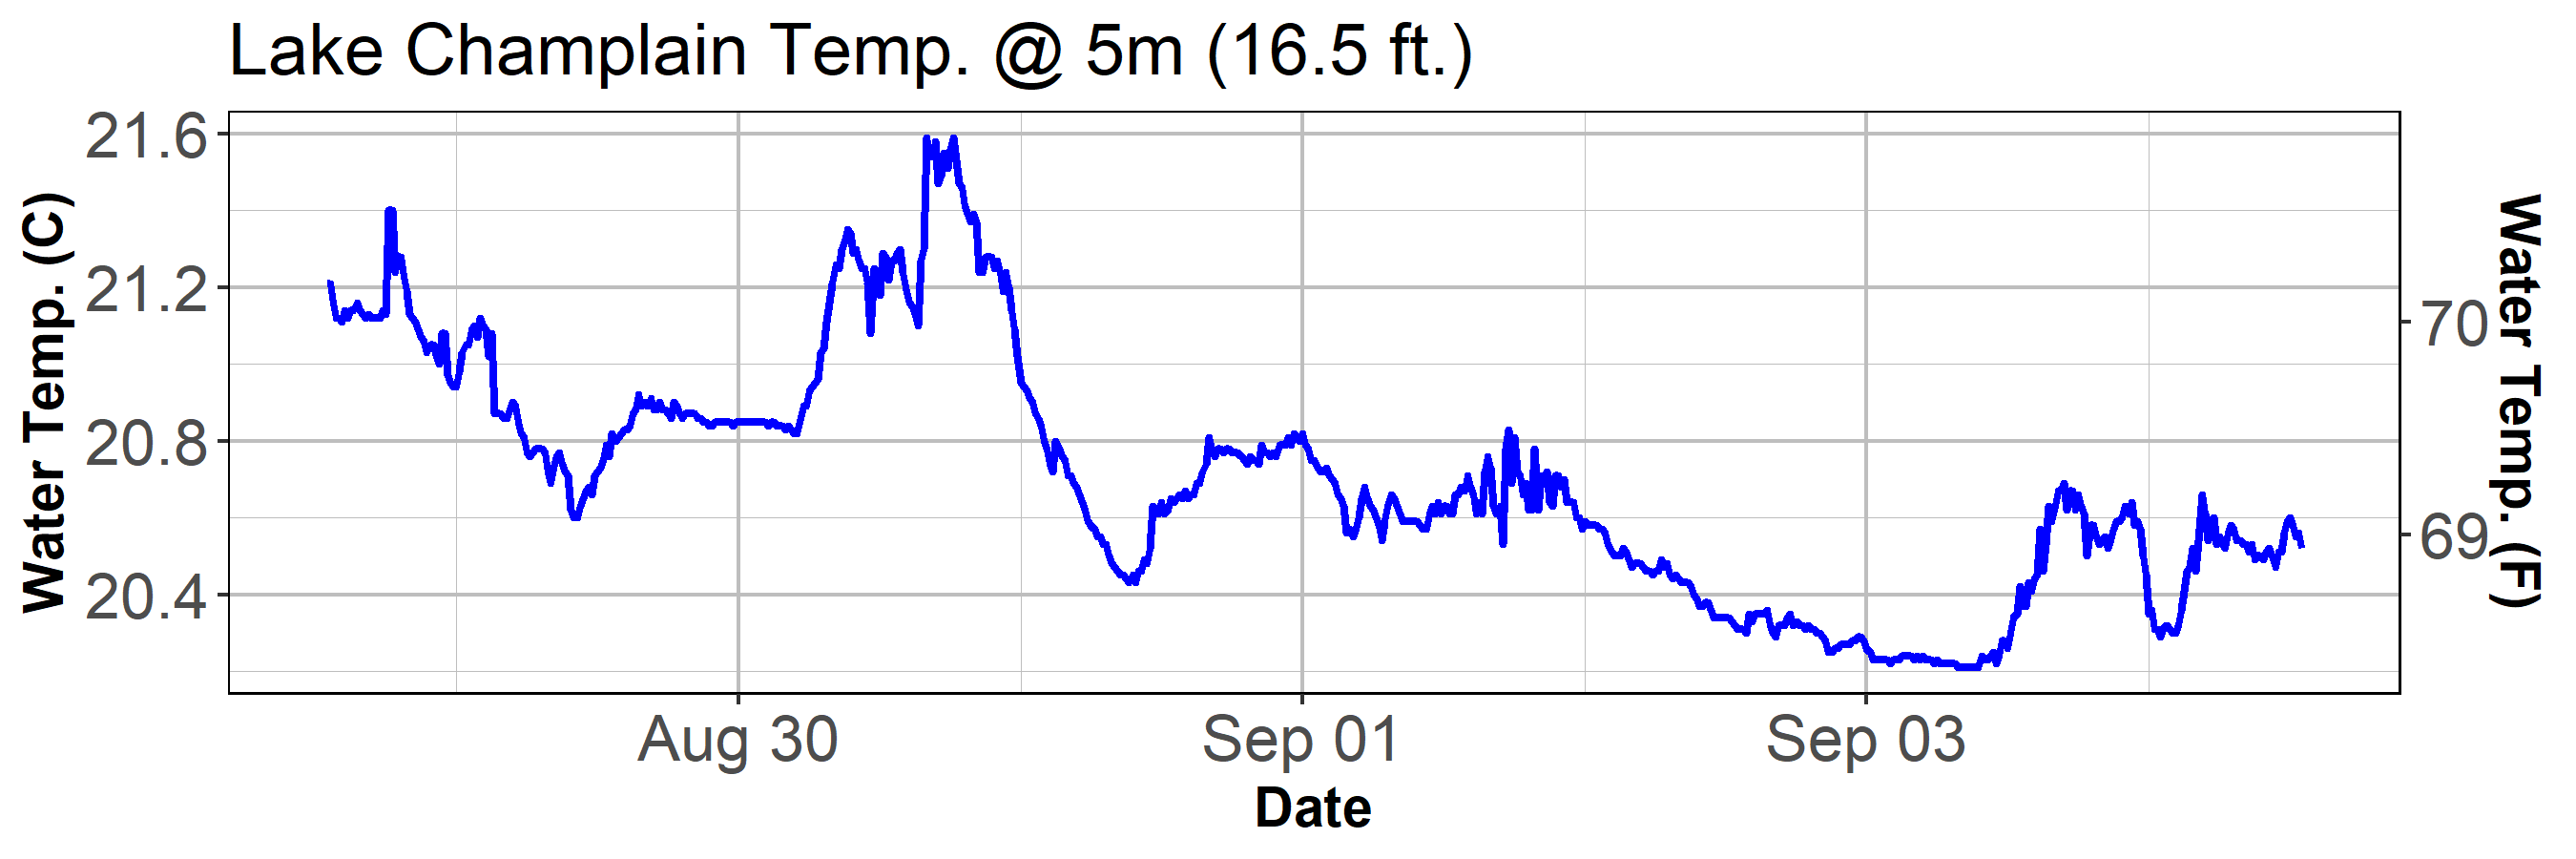 Lake Champlain Temp. @ 5m (16.5 ft.)
Water Temp. (C)
21.6
21.2
20.8
20.4
70
69
Water Temp. (F)
Aug 30
Sep 01
Sep 03
Date